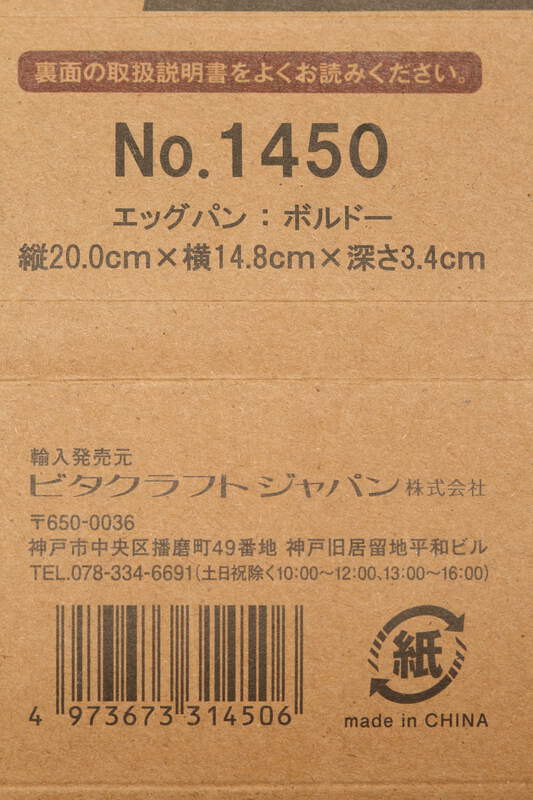 裏面の取扱説明書をよくお読みください。
No.1450
エッグパン：ボルドー
縦20.0cm×横14.8cm×深さ3.4cm
輸入発売元
ビタクラフト ジャパン 株式会社
〒650-0036
神戸市中央区播磨町49番地 神戸旧居留地平和ビル
TEL.078-334-6691(土日祝除く10:00～12:00、13:00～16:00)
紙
4 973673 314506
made in CHINA